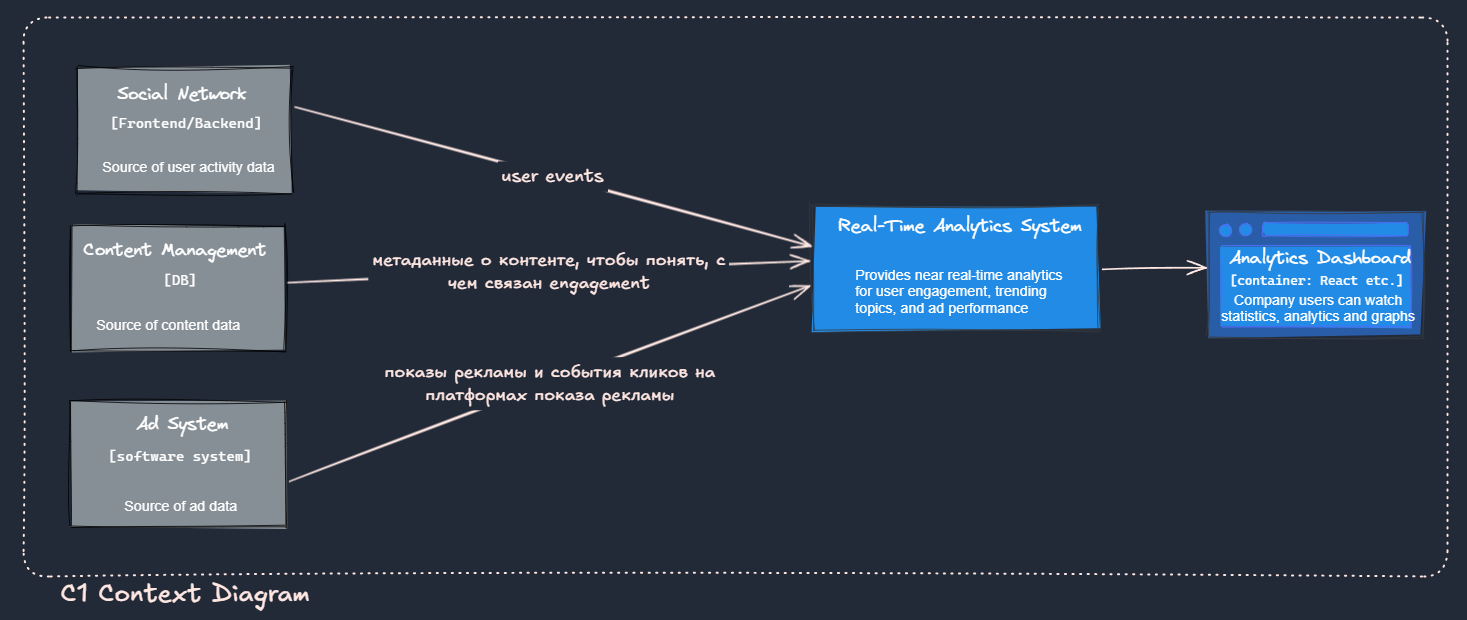 Social Network
[Frontend/Backend]
Source of user activity data
user events
Content Management
[DB]
Source of content data
метаданные о контенте, чтобы понять, с
чем связан engagement
Ad System
[software system]
Source of ad data
показы рекламы и события кликов на
платформах показа рекламы
Real-Time Analytics System
Provides near real-time analytics
for user engagement, trending
topics, and ad performance
Analytics Dashboard
[container: React etc.]
Company users can watch
statistics, analytics and graphs
C1 Context Diagram